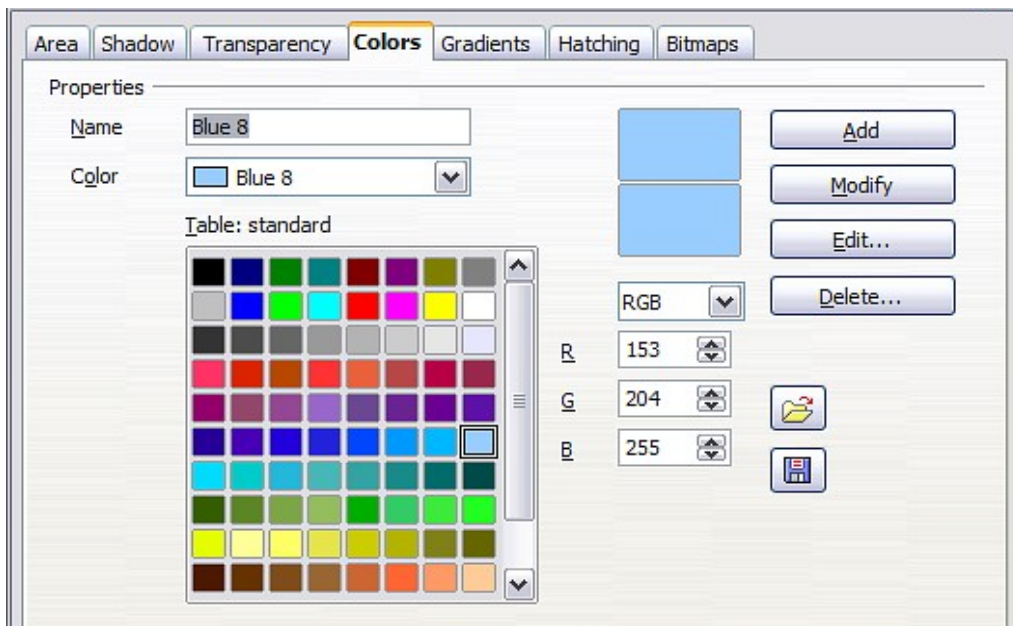 Area Shadow Transparency Colors Gradients Hatching Bitmaps
Properties
Name Blue 8 Add
Color Blue 8 Modify
Table: standard Edit...
RGB Delete...
R 153
G 204
B 255